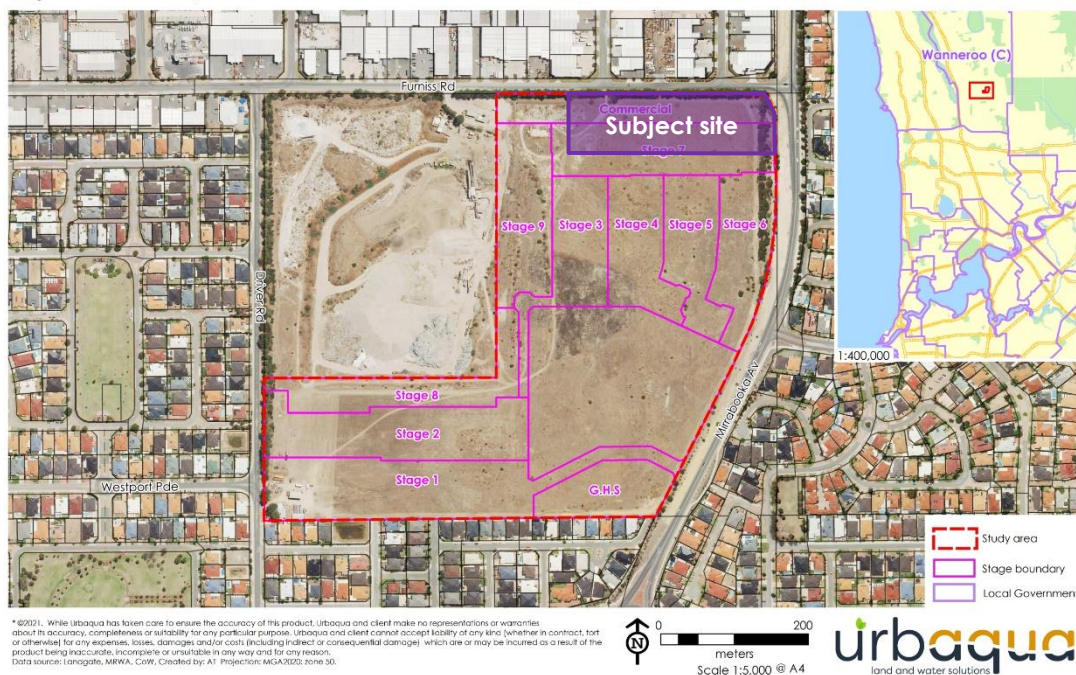 Furniss Rd
Commercial
Subject site
Stage 7
Stage 9
Stage 3
Stage 4
Stage 5
Stage 6
Driver Rd
Stage 8
Stage 2
Stage 1
G.H.S
Westport Pde
Mirrabooka Av
Wanneroo (C)
1:400,000
Study area
Stage boundary
Local Government
* ©2021. While Urbaqua has taken care to ensure the accuracy of this product, Urbaqua and client make no representations or warranties
about its accuracy, completeness or suitability for any particular purpose. Urbaqua and client cannot accept liability of any kind (whether in contract, tort
or otherwise) for any expenses, losses, damages and/or costs (including indirect or consequential damage) which are or may be incurred as a result of the
product being inaccurate, incomplete or unsuitable in any way and for any reason.
Data source: Landgate, MRWA, CoW, Created by: AT Projection: MGA2020: zone 50.
N
0 200
meters
Scale 1:5,000 @ A4
urbaqua
land and water solutions